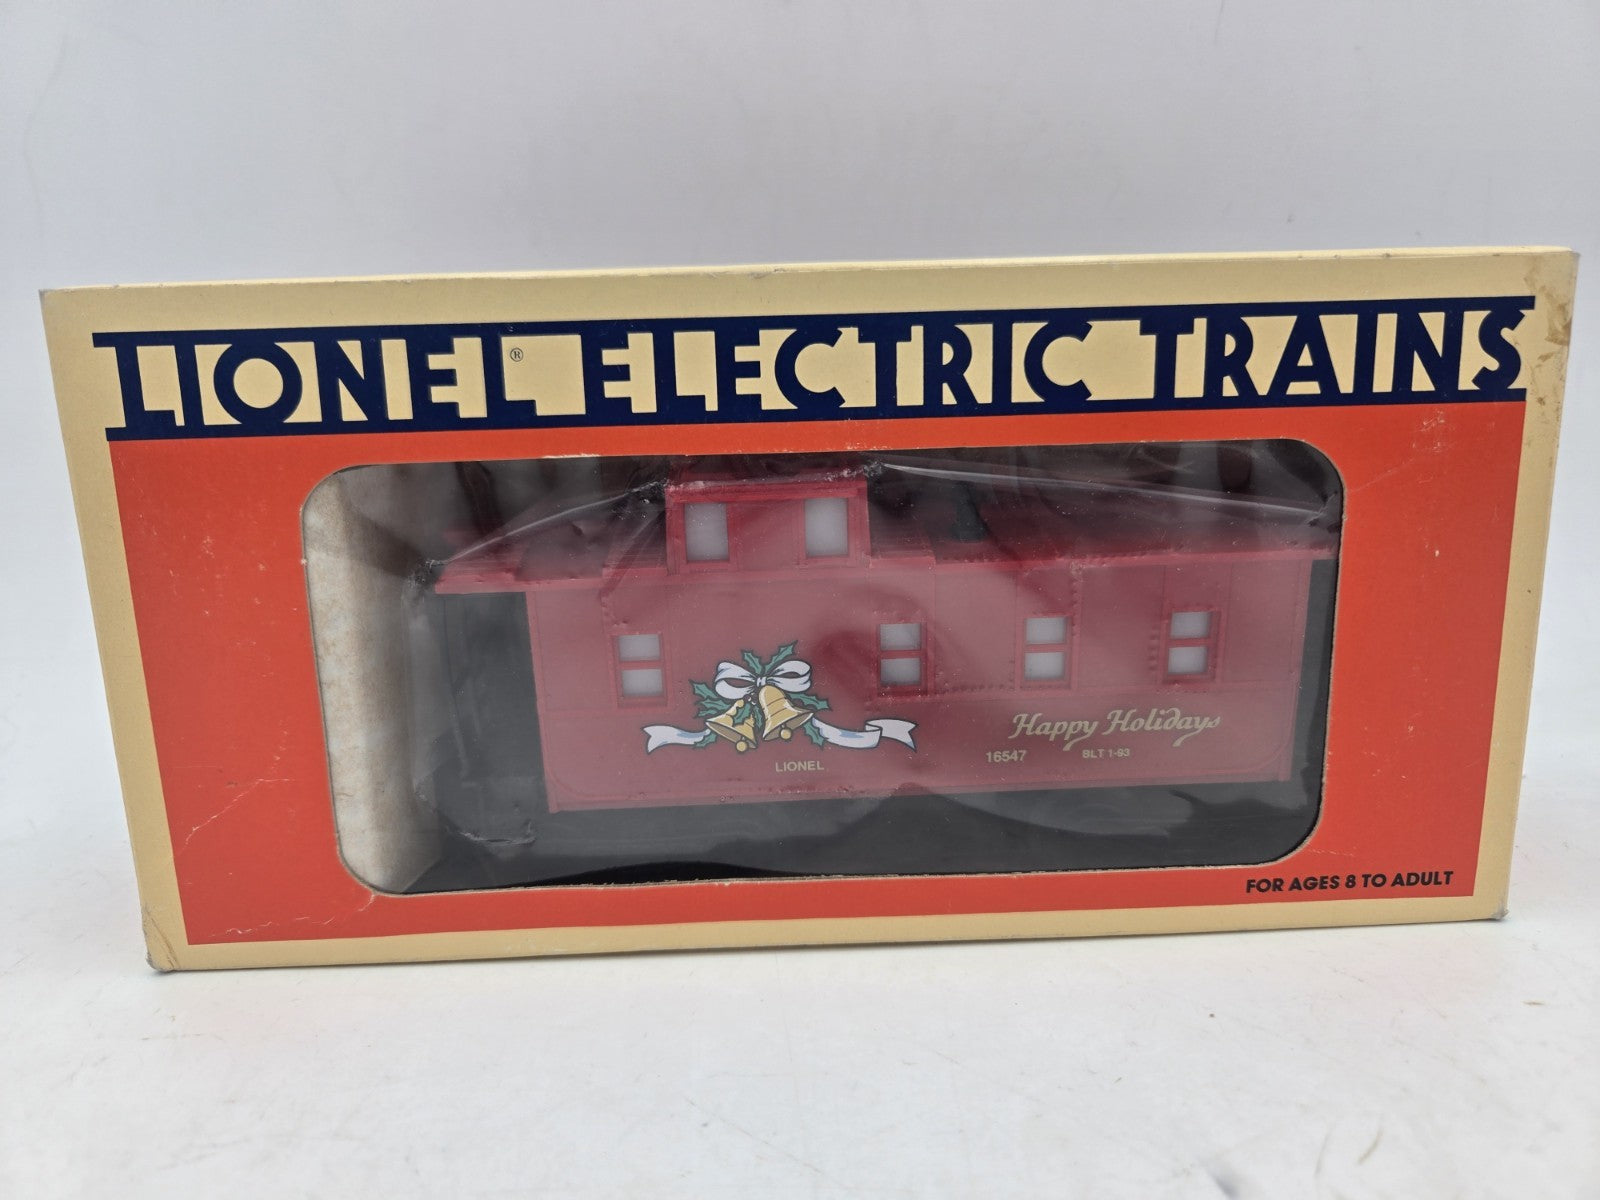 LIONEL® ELECTRIC TRAINS
Happy Holidays
LIONEL
16547 BLT 1-93
FOR AGES 8 TO ADULT